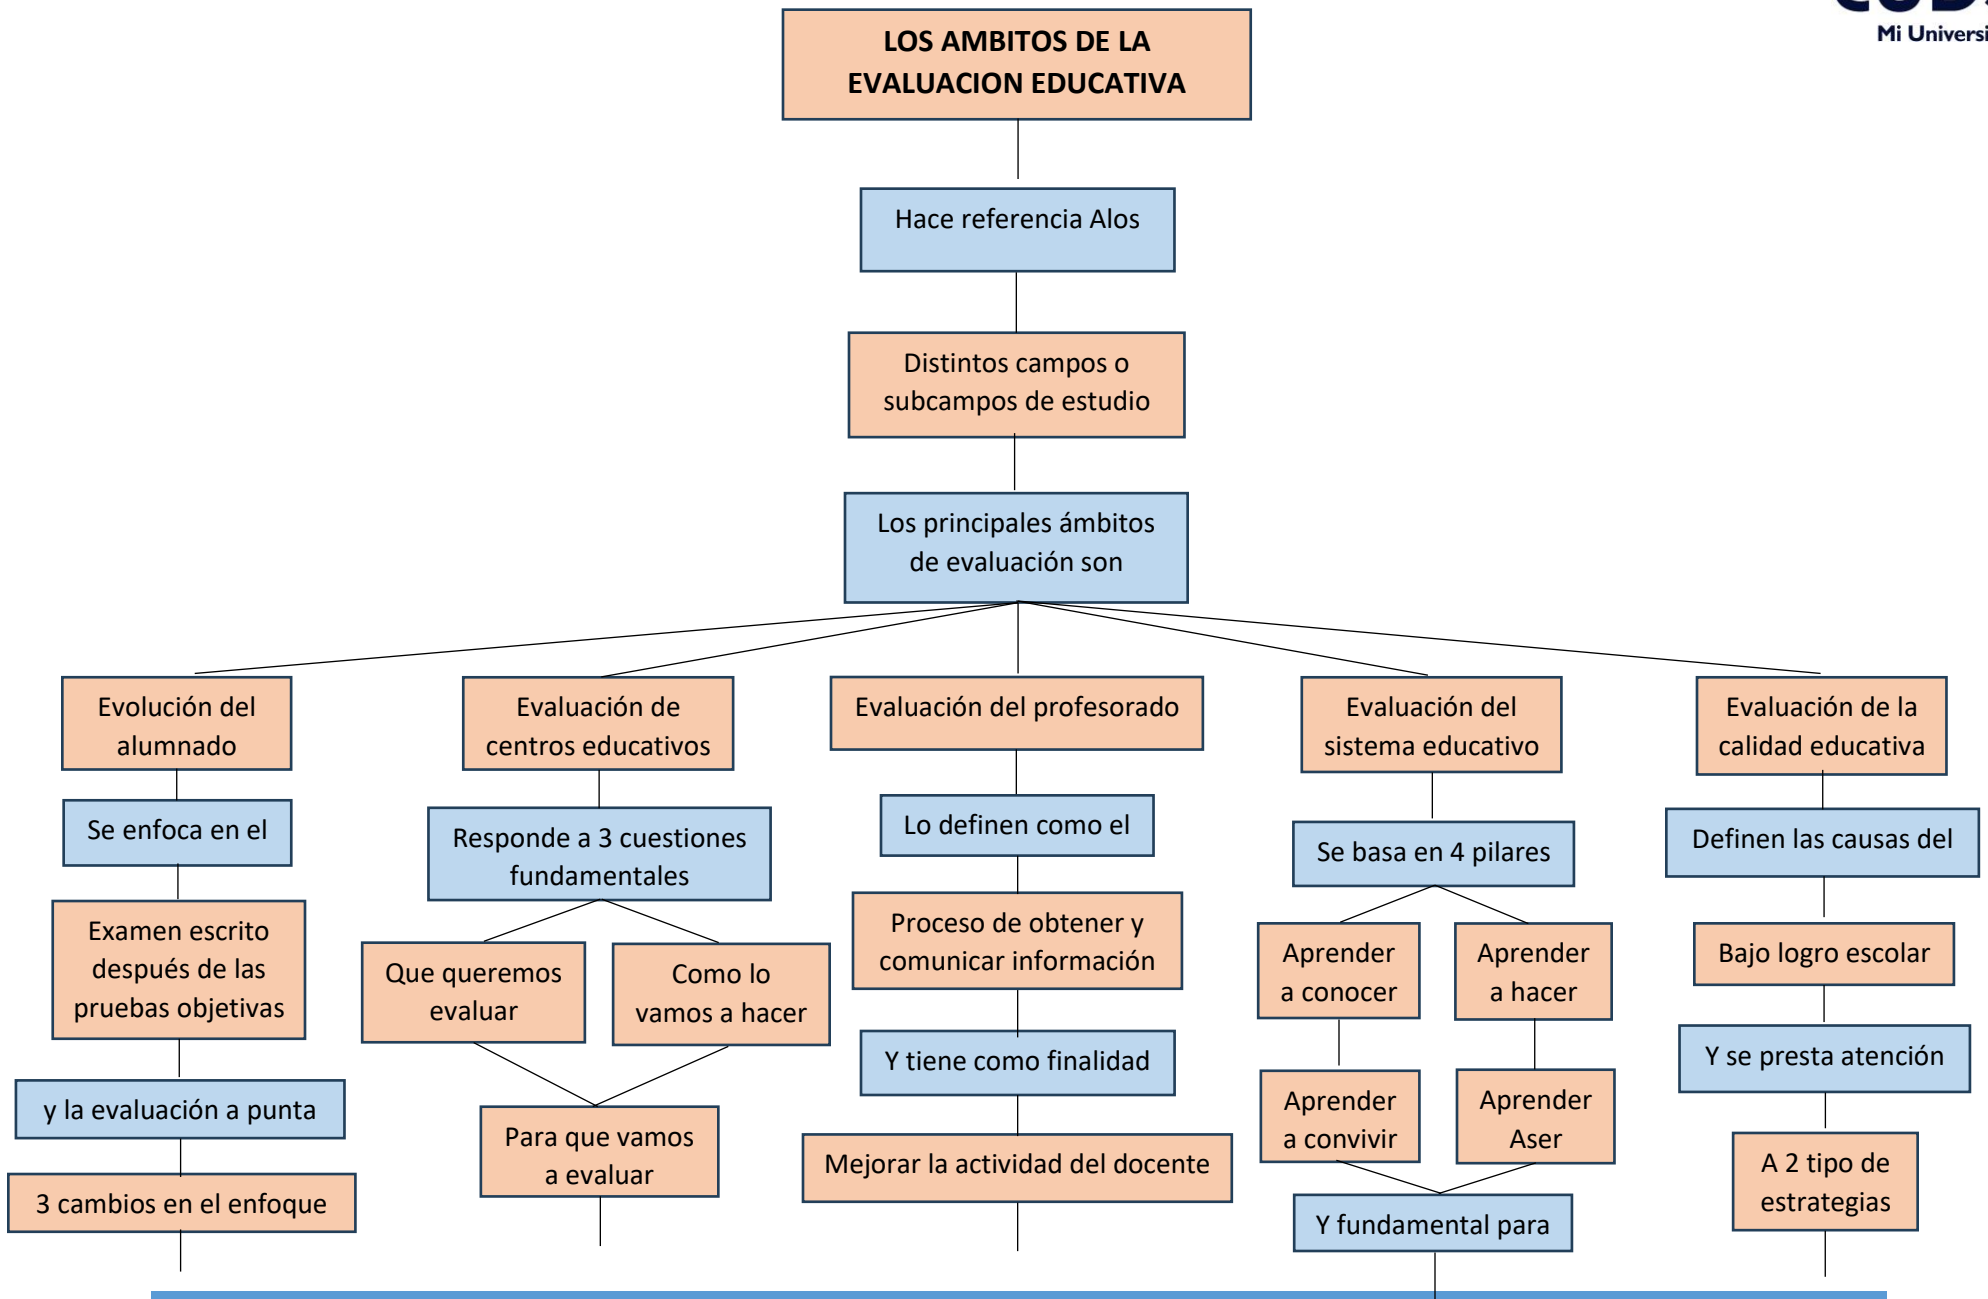 Mi Universi
LOS AMBITOS DE LA
EVALUACION EDUCATIVA
Hace referencia Alos
Distintos campos o
subcampos de estudio
Los principales ámbitos
de evaluación son
Evolución del
alumnado
Se enfoca en el
Examen escrito
después de las
pruebas objetivas
y la evaluación a punta
3 cambios en el enfoque
Evaluación de
centros educativos
Responde a 3 cuestiones
fundamentales
Que queremos
evaluar
Como lo
vamos a hacer
Para que vamos
a evaluar
Evaluación del profesorado
Lo definen como el
Proceso de obtener y
comunicar información
Y tiene como finalidad
Mejorar la actividad del docente
Evaluación del
sistema educativo
Se basa en 4 pilares
Aprender
a conocer
Aprender
a hacer
Aprender
a convivir
Aprender
Aser
Y fundamental para
Evaluación de la
calidad educativa
Definen las causas del
Bajo logro escolar
Y se presta atención
A 2 tipo de
estrategias